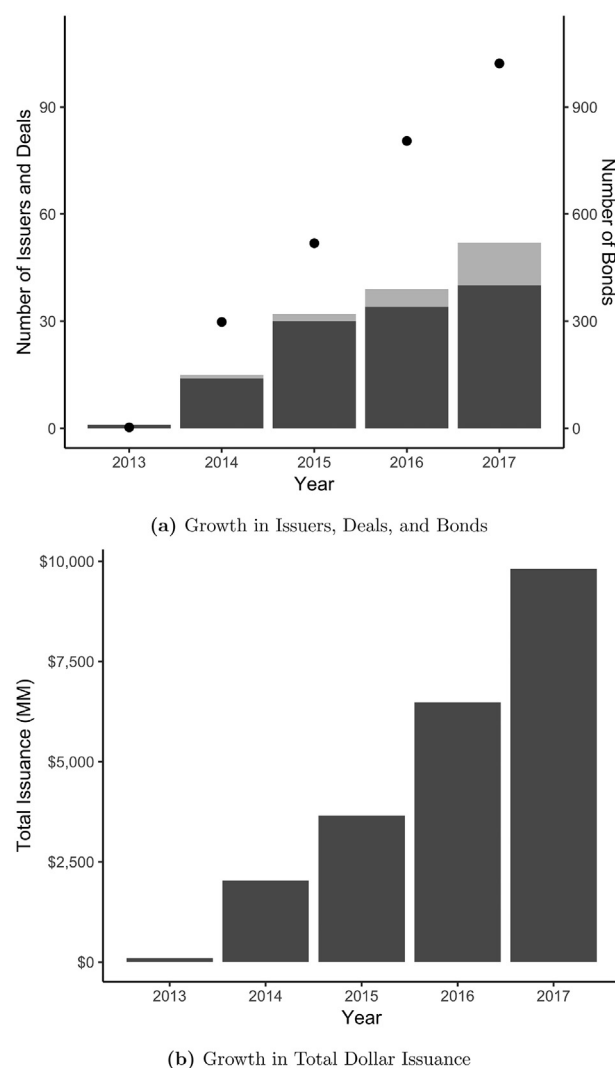 Number of Issuers and Deals
90
60
30
0
900
600
300
0
Number of Bonds
2013 2014 2015 2016 2017
Year
(a) Growth in Issuers, Deals, and Bonds
Total Issuance (MM)
$10,000
$7,500
$5,000
$2,500
$0
2013 2014 2015 2016 2017
Year
(b) Growth in Total Dollar Issuance